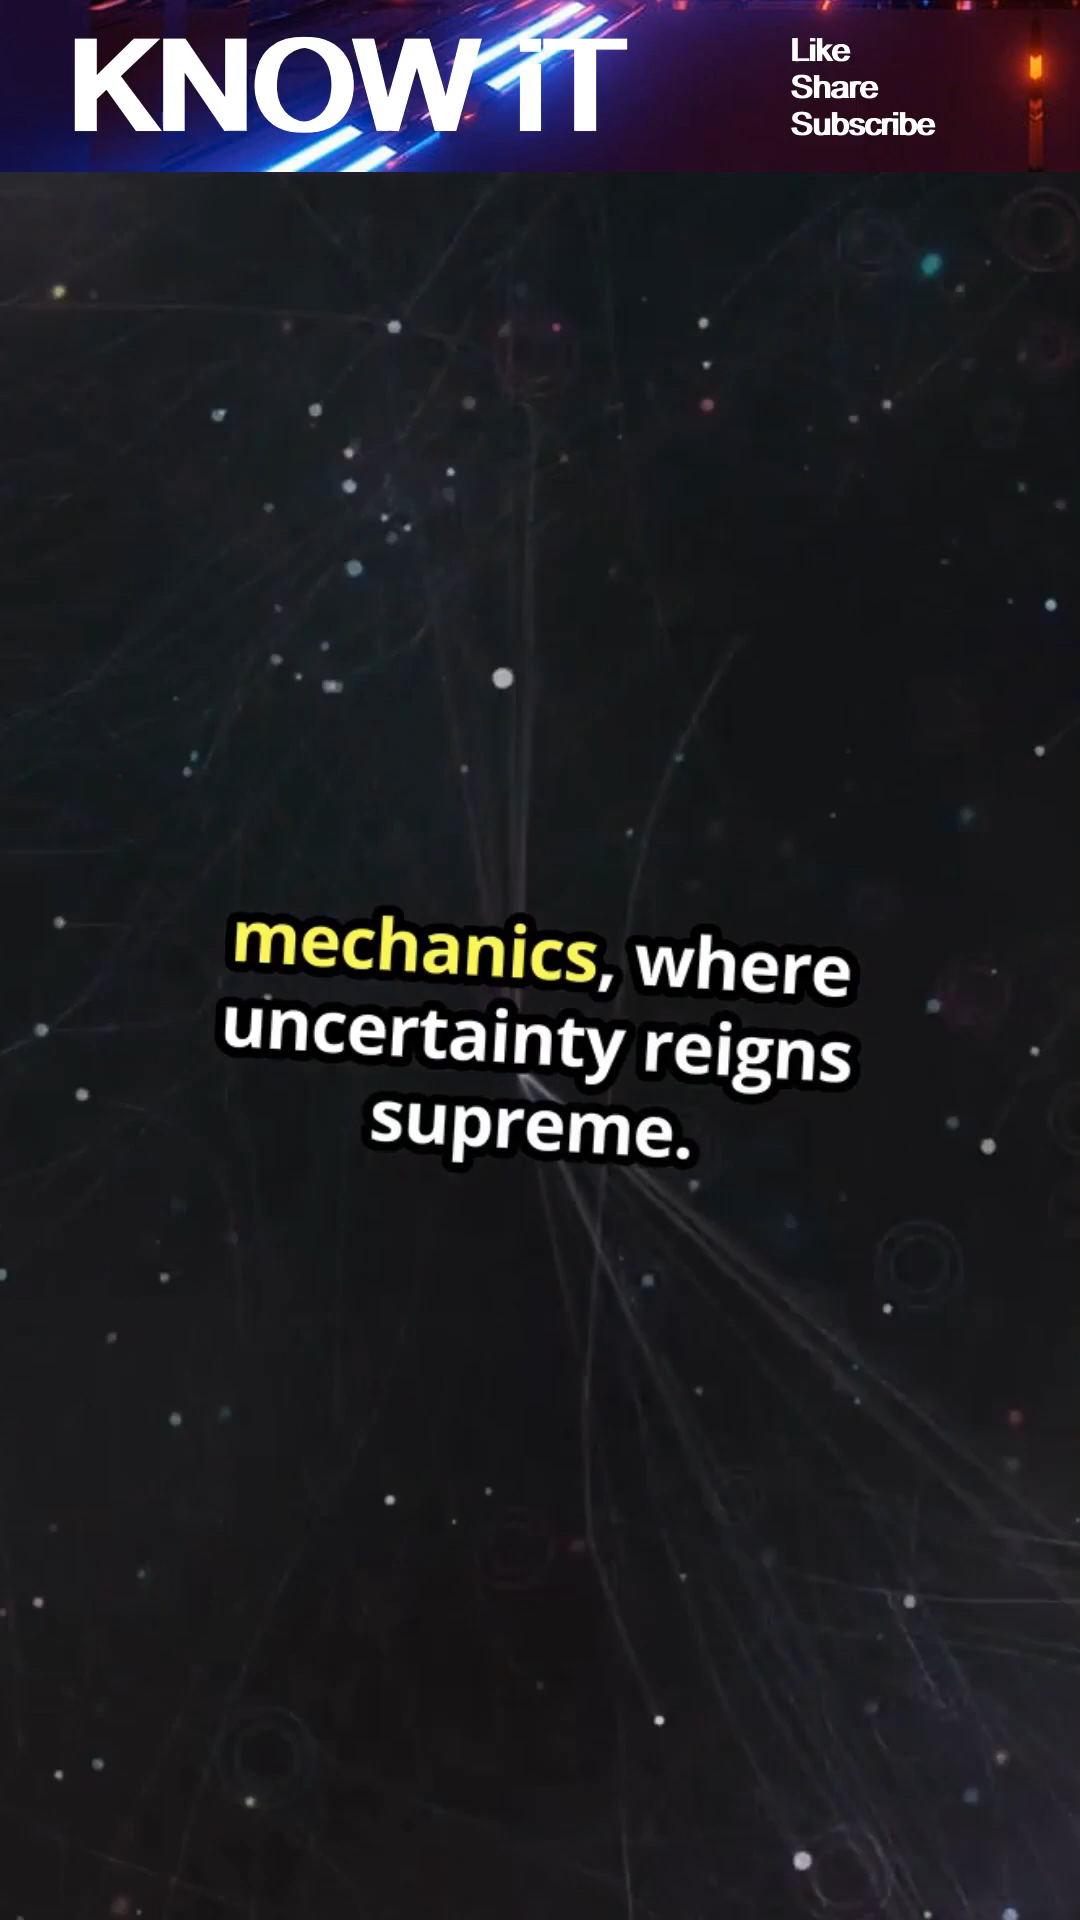 KNOW iT
Like
Share
Subscribe
mechanics, where
uncertainty reigns
supreme.